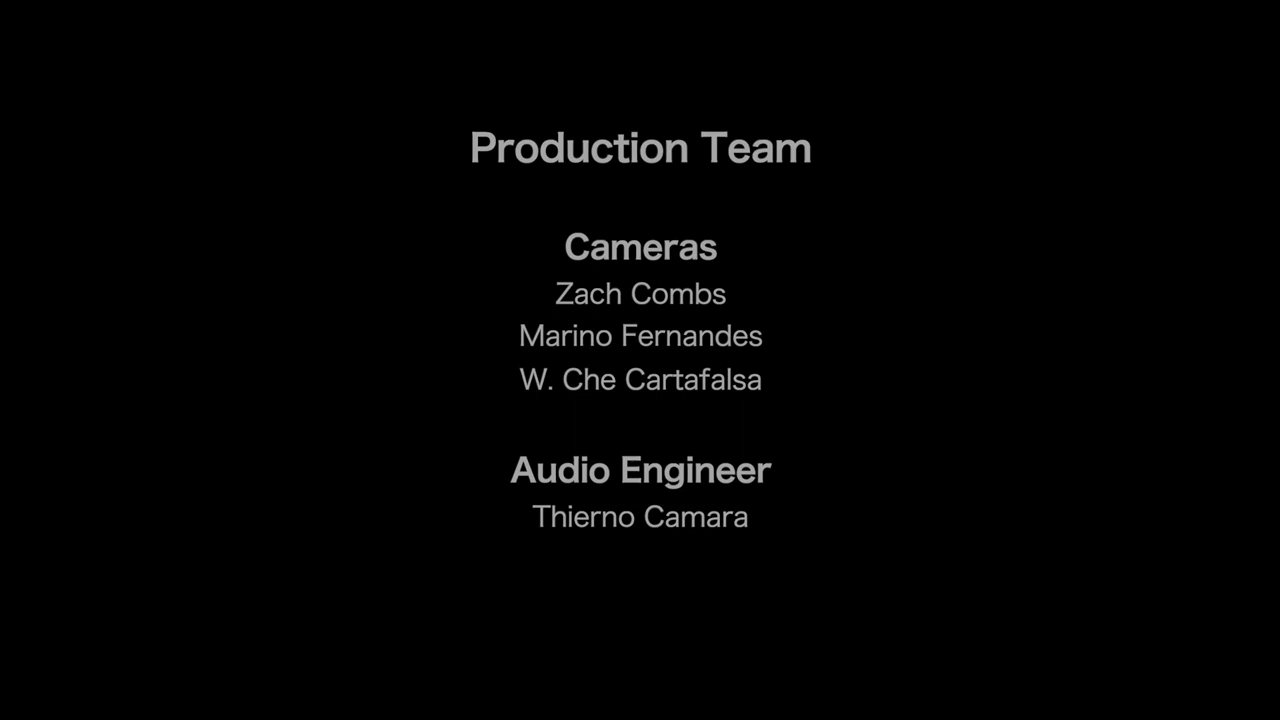 Production Team
Cameras
Zach Combs
Marino Fernandes
W. Che Cartafalsa
Audio Engineer
Thierno Camara